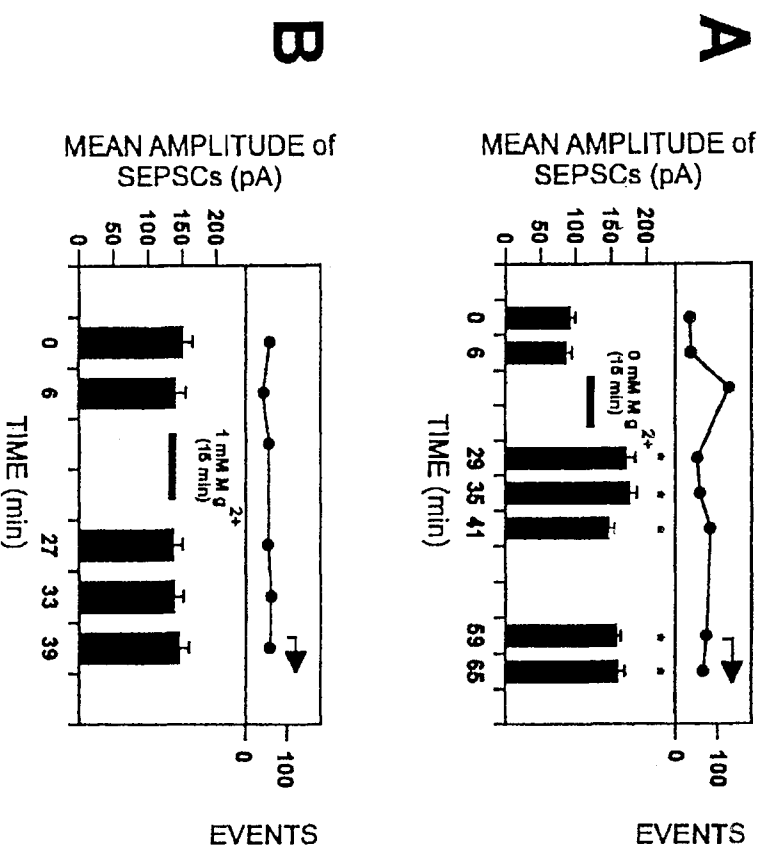 A
MEAN AMPLITUDE of
SEPSCs (pA)
200
150
100
50
0
0 mM Mg2+
(15 min)
* * * * *
0 6 29 35 41 59 65
TIME (min)
100
0
EVENTS
B
MEAN AMPLITUDE of
SEPSCs (pA)
200
150
100
50
0
1 mM Mg2+
(15 min)
0 6 27 33 39
TIME (min)
100
0
EVENTS